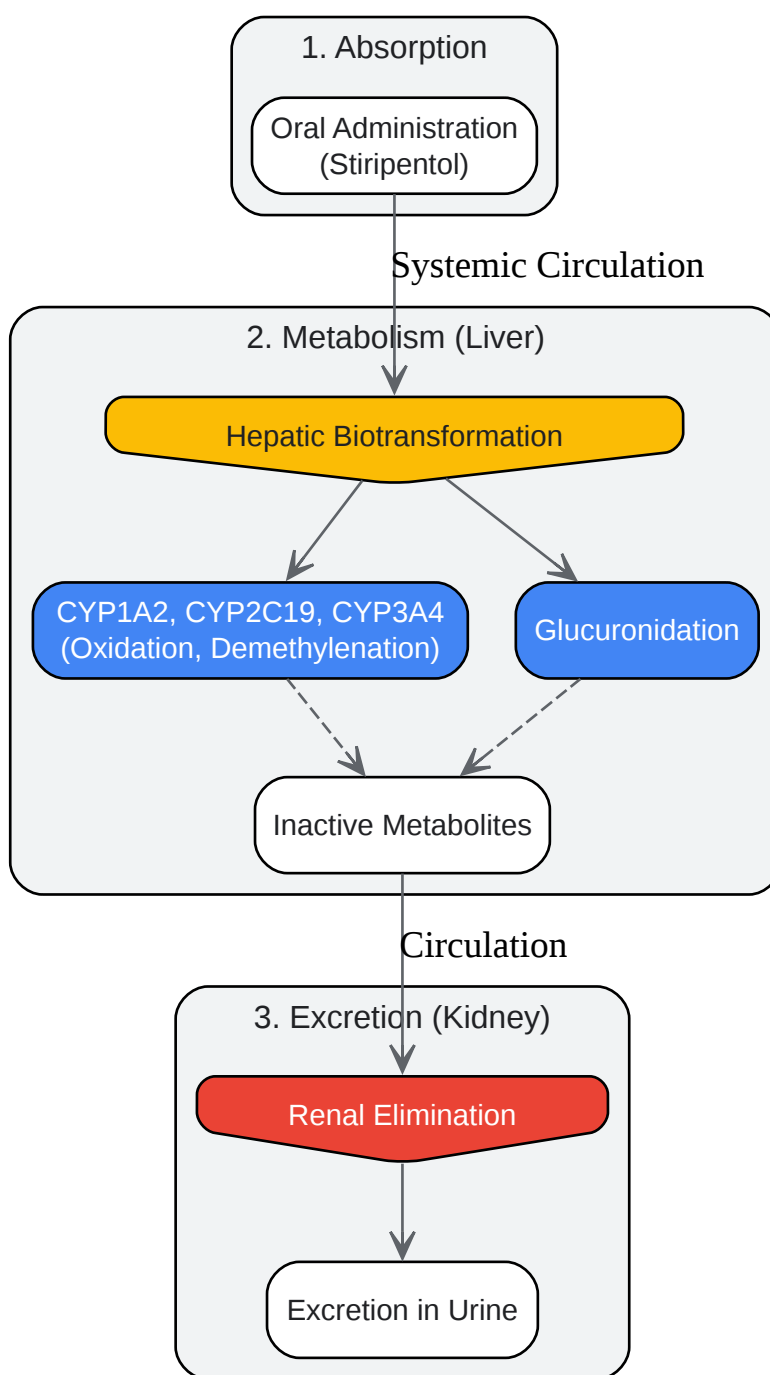 1. Absorption
Oral Administration
(Stiripentol)
Systemic Circulation
2. Metabolism (Liver)
Hepatic Biotransformation
CYP1A2, CYP2C19, CYP3A4
(Oxidation, Demethylenation)
Glucuronidation
Inactive Metabolites
Circulation
3. Excretion (Kidney)
Renal Elimination
Excretion in Urine